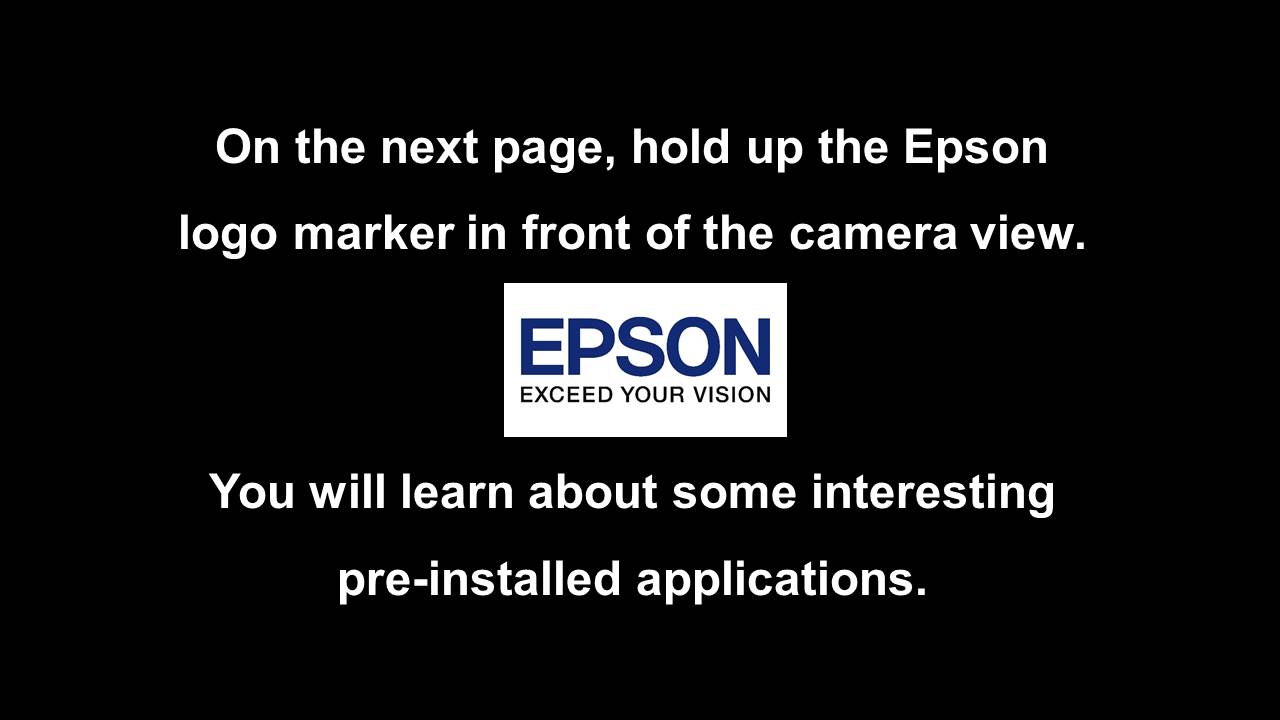 On the next page, hold up the Epson
logo marker in front of the camera view.
EPSON
EXCEED YOUR VISION
You will learn about some interesting
pre-installed applications.